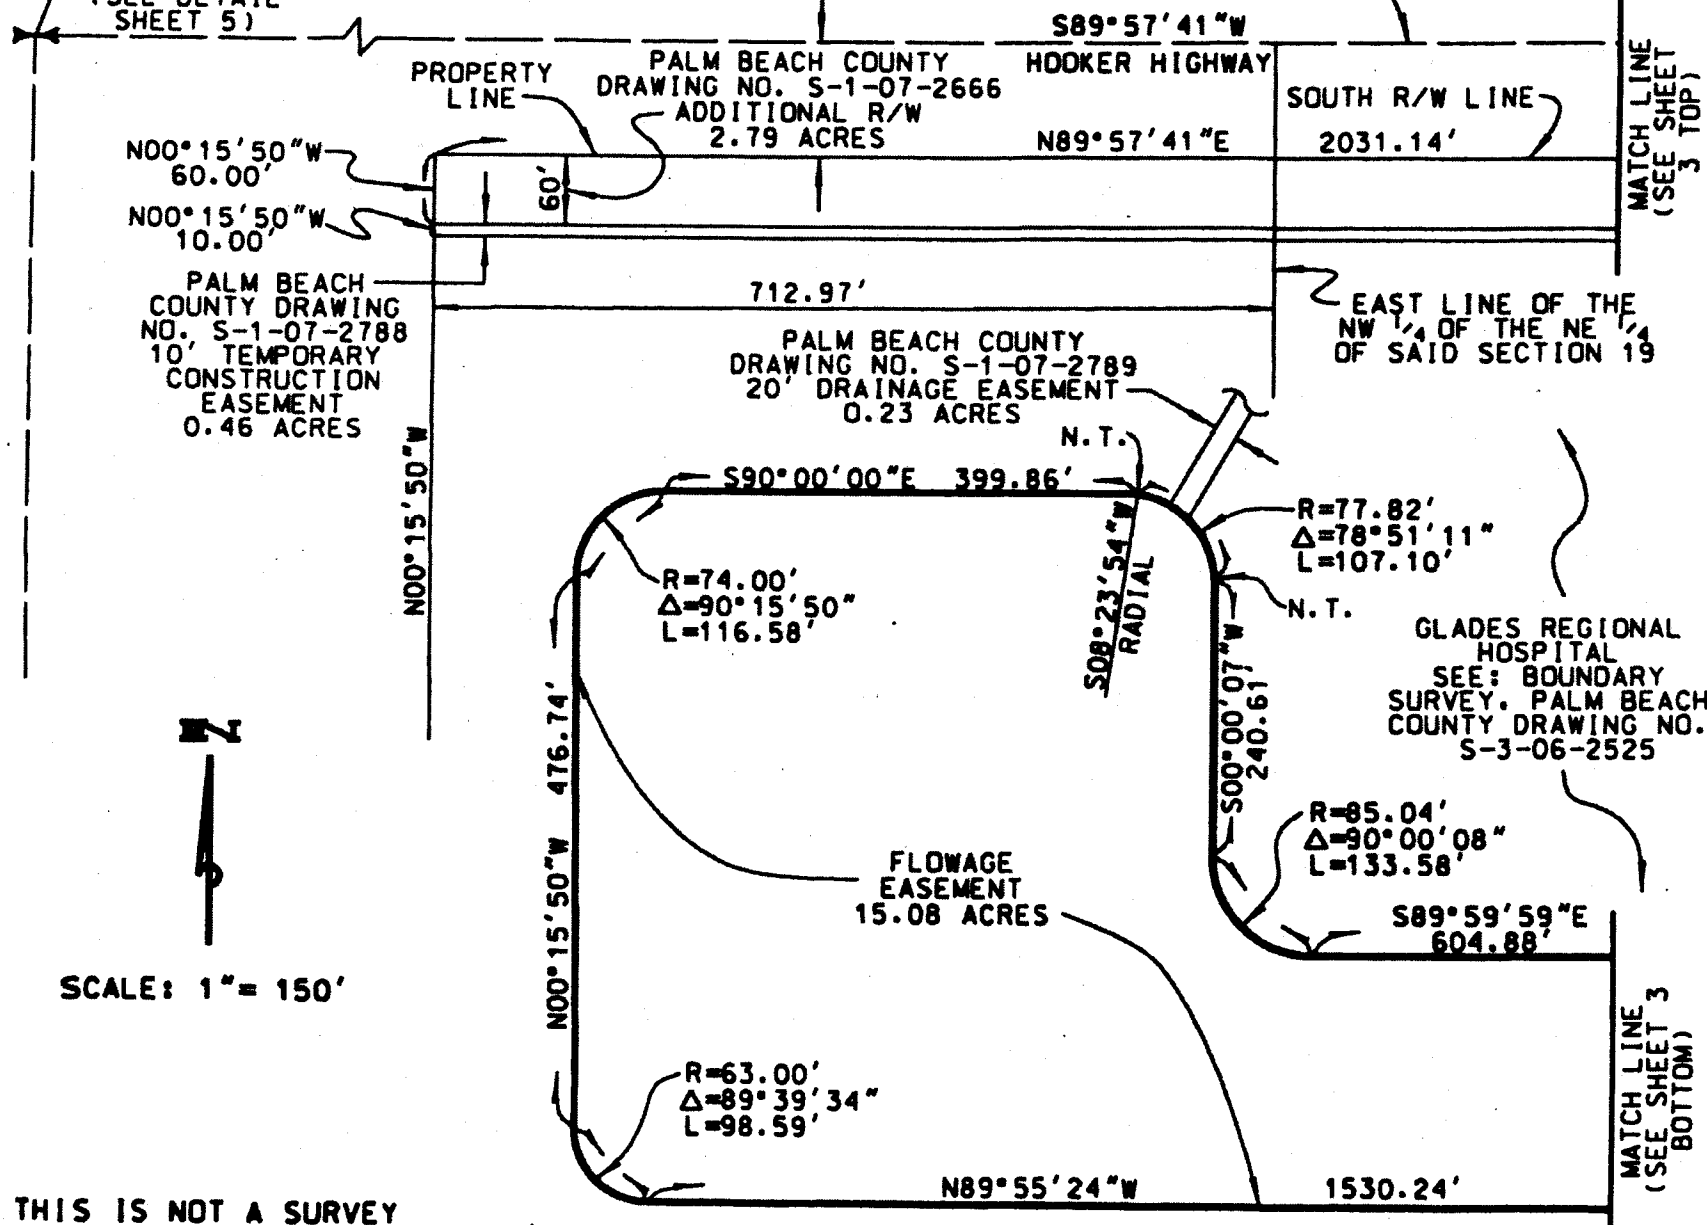 (SEE DETAIL
SHEET 5)
S89°57'41"W
HOOKER HIGHWAY
MATCH LINE
(SEE SHEET
3 TOP)
PROPERTY
LINE
PALM BEACH COUNTY
DRAWING NO. S-1-07-2666
ADDITIONAL R/W
2.79 ACRES
SOUTH R/W LINE
N89°57'41"E
2031.14'
N00°15'50"W
60.00'
60'
N00°15'50"W
10.00'
PALM BEACH
COUNTY DRAWING
NO. S-1-07-2788
10' TEMPORARY
CONSTRUCTION
EASEMENT
0.46 ACRES
712.97'
EAST LINE OF THE
NW 1/4 OF THE NE 1/4
OF SAID SECTION 19
PALM BEACH COUNTY
DRAWING NO. S-1-07-2789
20' DRAINAGE EASEMENT
0.23 ACRES
N.T.
N00°15'50"W
S90°00'00"E 399.86'
R=77.82'
Δ=78°51'11"
L=107.10'
S08°23'54"W
RADIAL
R=74.00'
Δ=90°15'50"
L=116.58'
N.T.
GLADES REGIONAL
HOSPITAL
SEE: BOUNDARY
SURVEY. PALM BEACH
COUNTY DRAWING NO.
S-3-06-2525
S00°00'07"W
240.61'
N00°15'50"W 476.74'
N
R=85.04'
Δ=90°00'08"
L=133.58'
FLOWAGE
EASEMENT
15.08 ACRES
S89°59'59"E
604.88'
SCALE: 1"= 150'
MATCH LINE
(SEE SHEET 3
BOTTOM)
R=63.00'
Δ=89°39'34"
L=98.59'
N89°55'24"W 1530.24'
THIS IS NOT A SURVEY